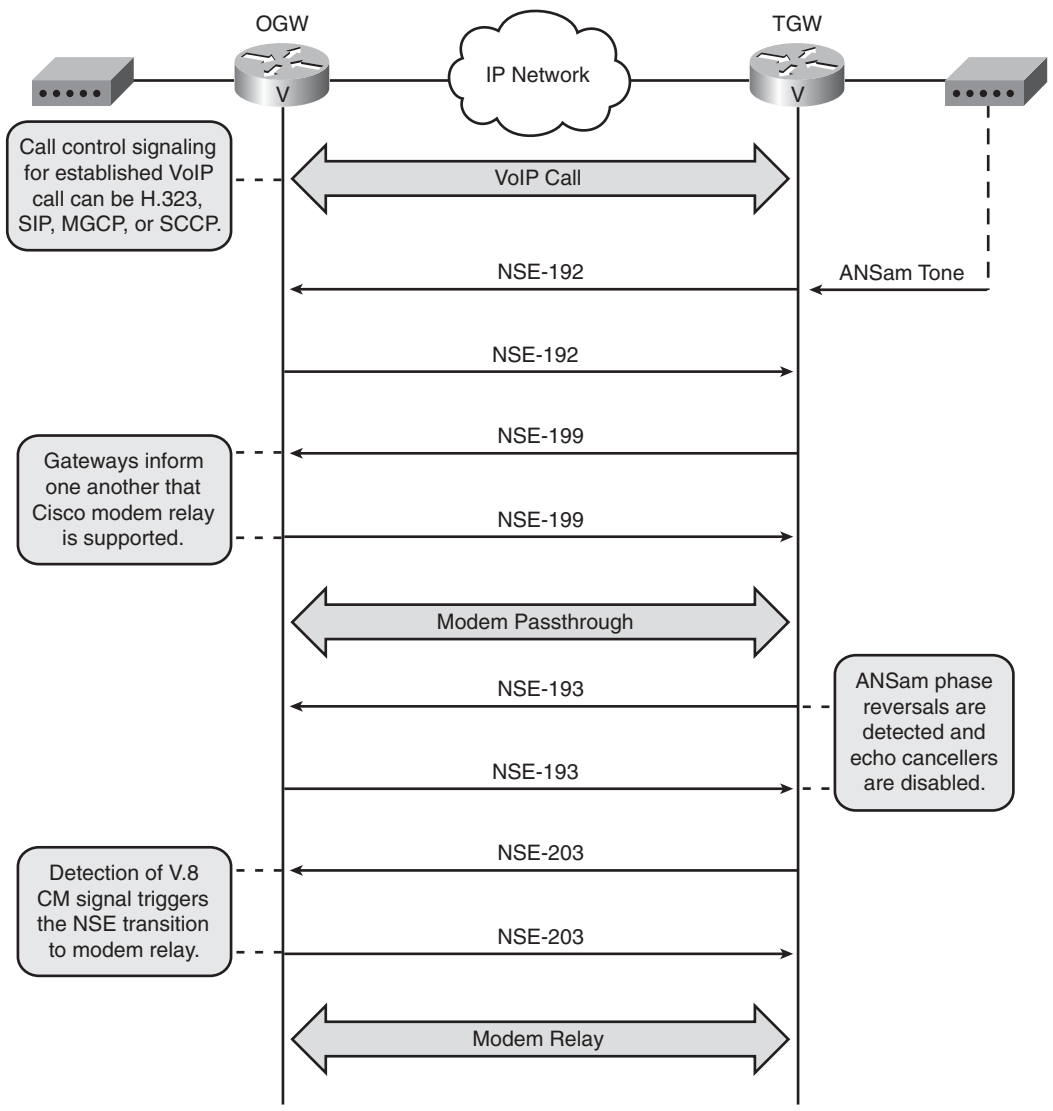 OGW
TGW
IP Network
V
V
Call control signaling
for established VoIP
call can be H.323,
SIP, MGCP, or SCCP.
VoIP Call
NSE-192
ANSam Tone
NSE-192
NSE-199
Gateways inform
one another that
Cisco modem relay
is supported.
NSE-199
Modem Passthrough
NSE-193
ANSam phase
reversals are
detected and
echo cancellers
are disabled.
NSE-193
NSE-203
Detection of V.8
CM signal triggers
the NSE transition
to modem relay.
NSE-203
Modem Relay